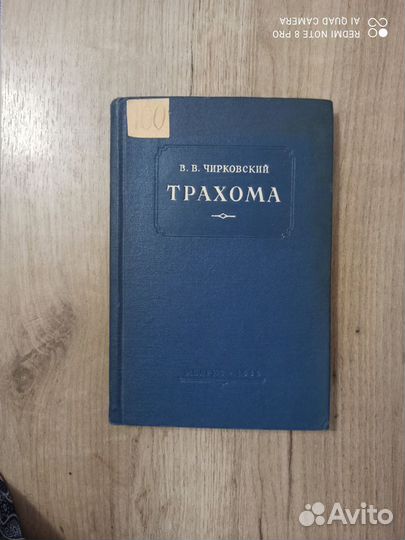 REDMI NOTE 8 PRO
AI QUAD CAMERA
100
В. В. ЧИРКОВСКИЙ
ТРАХОМА
Avito